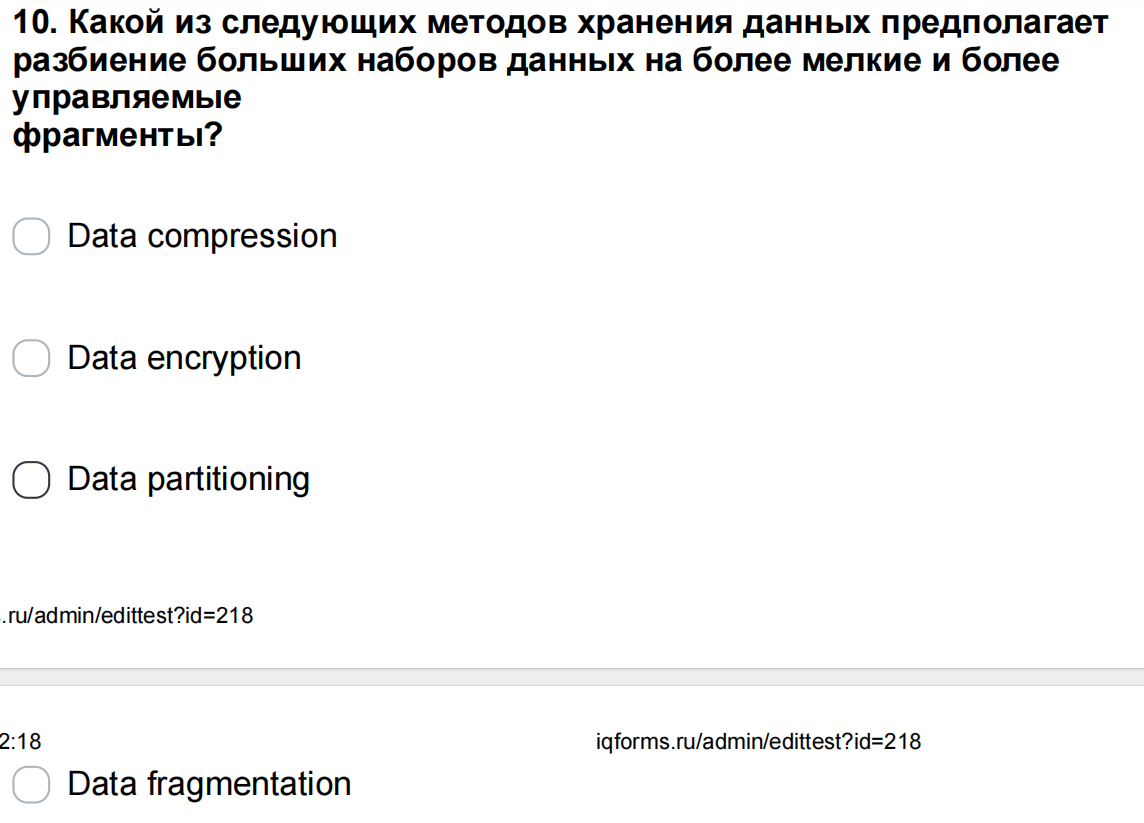 10. Какой из следующих методов хранения данных предполагает
разбиение больших наборов данных на более мелкие и более
управляемые
фрагменты?
Data compression
Data encryption
Data partitioning
.ru/admin/edittest?id=218
2:18 iqforms.ru/admin/edittest?id=218
Data fragmentation